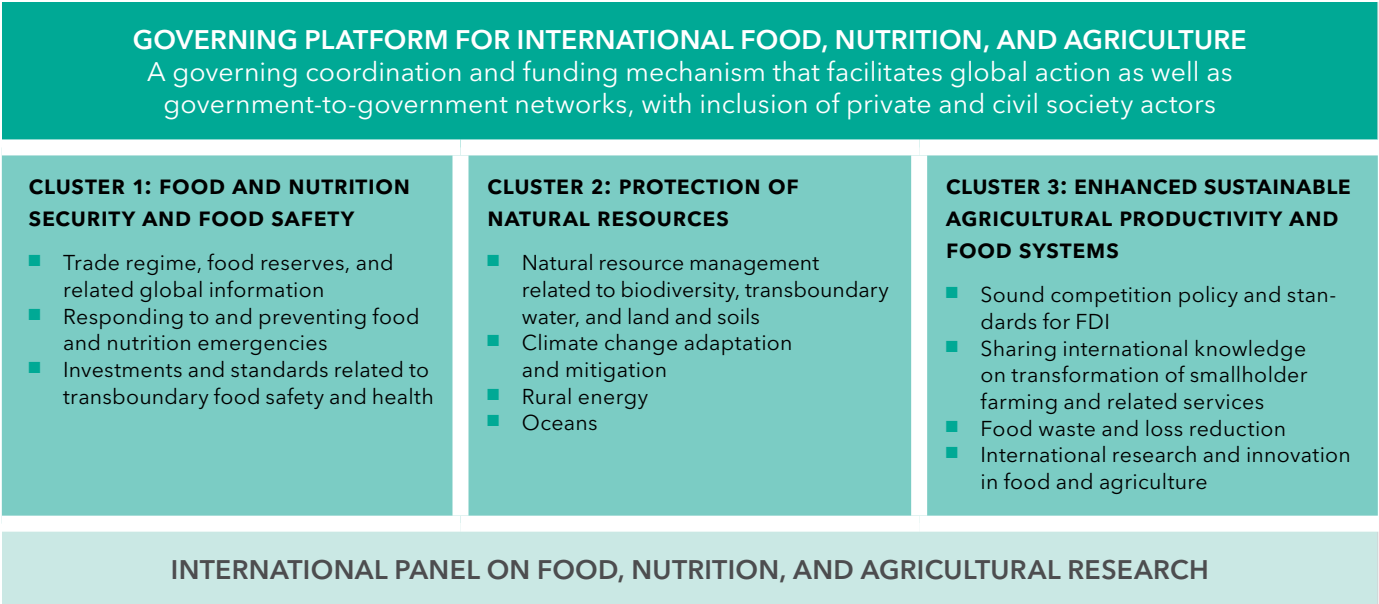 GOVERNING PLATFORM FOR INTERNATIONAL FOOD, NUTRITION, AND AGRICULTURE
A governing coordination and funding mechanism that facilitates global action as well as
government-to-government networks, with inclusion of private and civil society actors
CLUSTER 1: FOOD AND NUTRITION
SECURITY AND FOOD SAFETY
Trade regime, food reserves, and
related global information
Responding to and preventing food
and nutrition emergencies
Investments and standards related to
transboundary food safety and health
CLUSTER 2: PROTECTION OF
NATURAL RESOURCES
Natural resource management
related to biodiversity, transboundary
water, and land and soils
Climate change adaptation
and mitigation
Rural energy
Oceans
CLUSTER 3: ENHANCED SUSTAINABLE
AGRICULTURAL PRODUCTIVITY AND
FOOD SYSTEMS
Sound competition policy and stan-
dards for FDI
Sharing international knowledge
on transformation of smallholder
farming and related services
Food waste and loss reduction
International research and innovation
in food and agriculture
INTERNATIONAL PANEL ON FOOD, NUTRITION, AND AGRICULTURAL RESEARCH